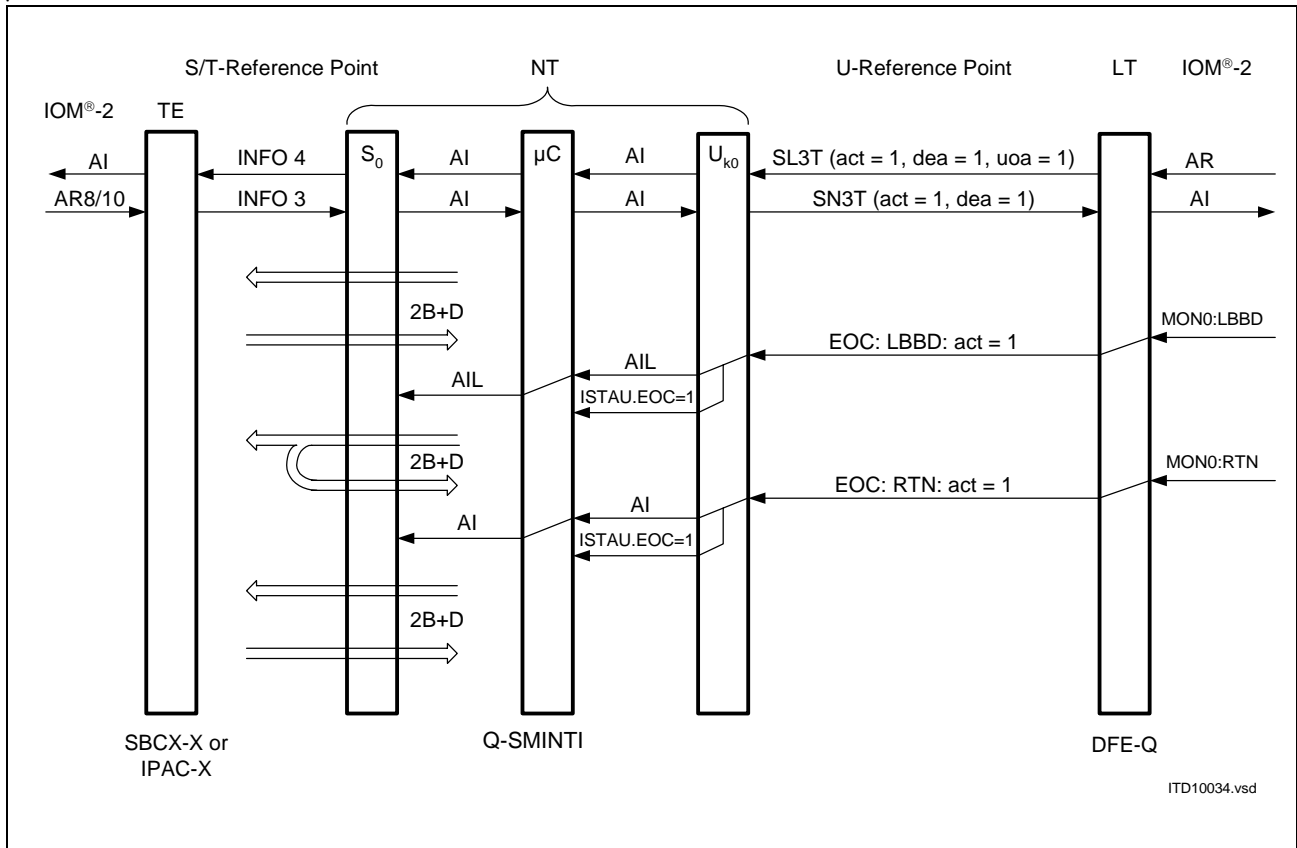 S/T-Reference Point NT U-Reference Point LT IOM®-2
IOM®-2 TE
S0 µC Uk0
AI INFO 4 AI AI SL3T (act = 1, dea = 1, uoa = 1) AR
AR8/10 INFO 3 AI AI SN3T (act = 1, dea = 1) AI
2B+D
MON0:LBBD
EOC: LBBD: act = 1
AIL
AIL
ISTAU.EOC=1
2B+D
MON0:RTN
EOC: RTN: act = 1
AI
AI
ISTAU.EOC=1
2B+D
SBCX-X or
IPAC-X
Q-SMINTI
DFE-Q
ITD10034.vsd